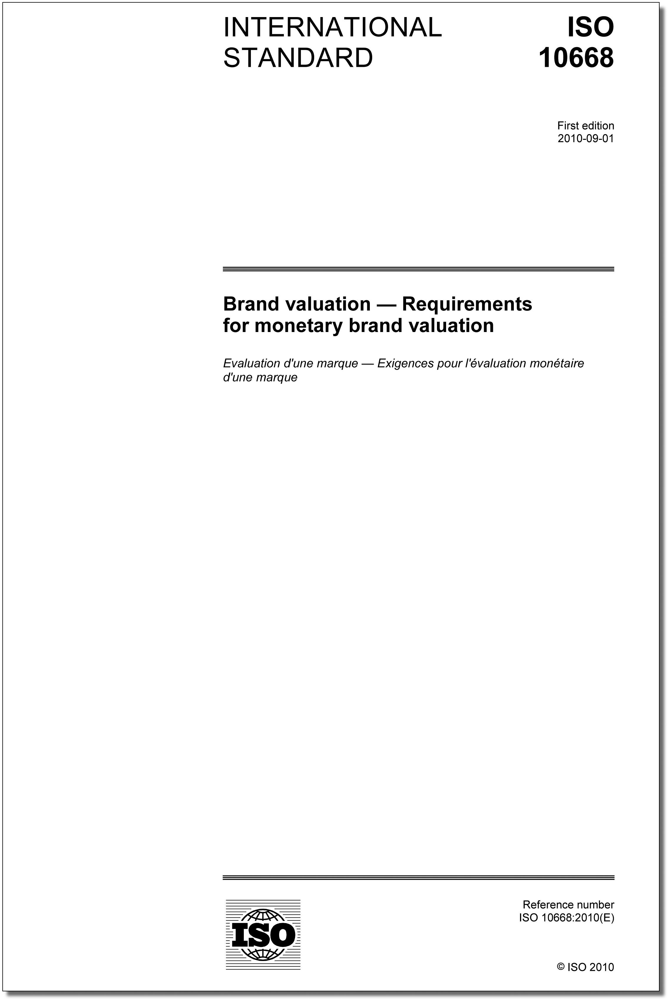 INTERNATIONAL
STANDARD
ISO
10668
First edition
2010-09-01
Brand valuation — Requirements
for monetary brand valuation
Evaluation d'une marque — Exigences pour l'évaluation monétaire
d'une marque
ISO
Reference number
ISO 10668:2010(E)
© ISO 2010